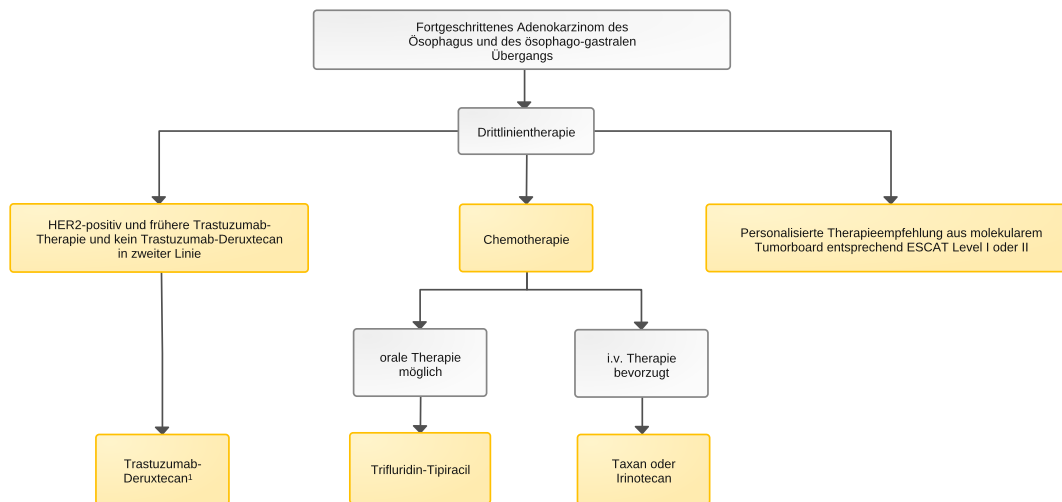 Fortgeschrittenes Adenokarzinom des
Ösophagus und des ösophago-gastralen
Übergangs
Drittlinientherapie
HER2-positiv und frühere Trastuzumab-
Therapie und kein Trastuzumab-Deruxtecan
in zweiter Linie
Chemotherapie
Personalisierte Therapieempfehlung aus molekularem
Tumorboard entsprechend ESCAT Level I oder II
orale Therapie
möglich
i.v. Therapie
bevorzugt
Trastuzumab-
Deruxtecan¹
Trifluridin-Tipiracil
Taxan oder
Irinotecan